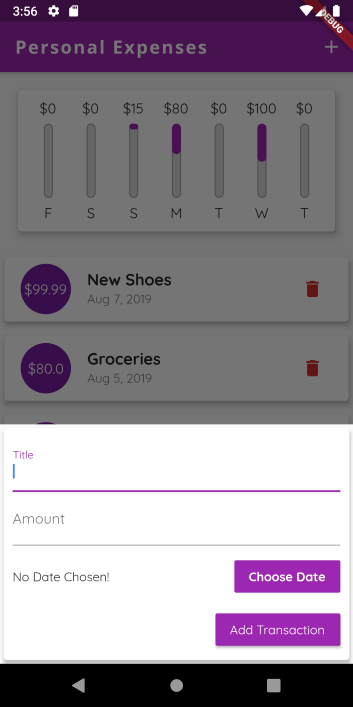 3:56
DEBUG
Personal Expenses
$0 $0 $15 $80 $0 $100 $0
F S S M T W T
$99.99
New Shoes
Aug 7, 2019
$80.0
Groceries
Aug 5, 2019
Title
Amount
No Date Chosen!
Choose Date
Add Transaction